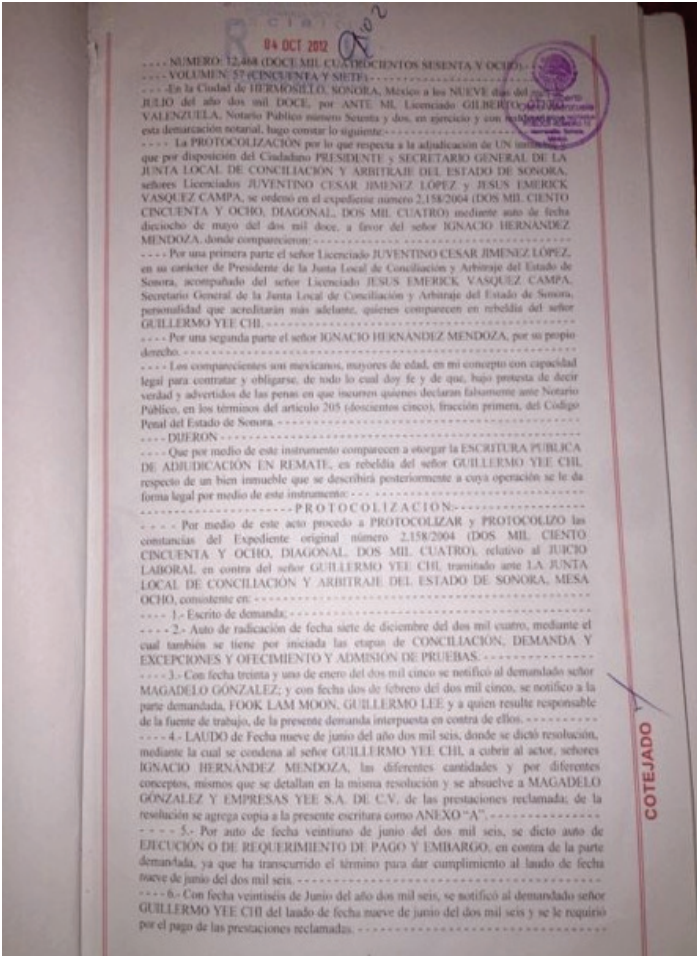 04 OCT 2012
- - - - NUMERO: 12,468 (DOCE MIL CUATROCIENTOS SESENTA Y OCHO)
- - - - VOLUMEN: 57 (CINCUENTA Y SIETE)
- - - -En la Ciudad de HERMOSILLO, SONORA, México a los NUEVE días del
JULIO del año dos mil DOCE, por ANTE MI, Licenciado GILBERTO
VALENZUELA, Notario Público número Setenta y dos, en ejercicio y con
esta demarcación notarial, hago constar lo siguiente:
- - - - La PROTOCOLIZACIÓN por lo que respecta a la adjudicación de UN
que por disposición del Ciudadano PRESIDENTE y SECRETARIO GENERAL DE LA
JUNTA LOCAL DE CONCILIACIÓN Y ARBITRAJE DEL ESTADO DE SONORA,
señores Licenciados JUVENTINO CESAR JIMENEZ LÓPEZ y JESUS EMERICK
VASQUEZ CAMPA, se ordenó en el expediente número 2,158/2004 (DOS MIL CIENTO
CINCUENTA Y OCHO, DIAGONAL, DOS MIL CUATRO) mediante auto de fecha
dieciocho de mayo del dos mil doce, a favor del señor IGNACIO HERNÁNDEZ
MENDOZA, donde comparecieron:
- - - - Por una primera parte el señor Licenciado JUVENTINO CESAR JIMENEZ LÓPEZ,
en su carácter de Presidente de la Junta Local de Conciliación y Arbitraje del Estado de
Sonora, acompañado del señor Licenciado JESUS EMERICK VASQUEZ CAMPA,
Secretario General de la Junta Local de Conciliación y Arbitraje del Estado de Sonora,
personalidad que acreditarán más adelante, quienes comparecen en rebeldía del señor
GUILLERMO YEE CHI.
- - - - Por una segunda parte el señor IGNACIO HERNÁNDEZ MENDOZA, por su propio
derecho.
- - - - Los comparecientes son mexicanos, mayores de edad, en mi concepto con capacidad
legal para contratar y obligarse, de todo lo cual doy fe y de que, bajo protesta de decir
verdad y advertidos de las penas en que incurren quienes declaran falsamente ante Notario
Público, en los términos del artículo 205 (doscientos cinco), fracción primera, del Código
Penal del Estado de Sonora.
- - - - DIJERON
- - - - Que por medio de este instrumento comparecen a otorgar la ESCRITURA PUBLICA
DE ADJUDICACIÓN EN REMATE, en rebeldía del señor GUILLERMO YEE CHI,
respecto de un bien inmueble que se describirá posteriormente a cuya operación se le da
forma legal por medio de este instrumento:
- - - - P R O T O C O L I Z A C I O N:- - - -
- - - - Por medio de este acto procedo a PROTOCOLIZAR y PROTOCOLIZO las
constancias del Expediente original número 2,158/2004 (DOS MIL CIENTO
CINCUENTA Y OCHO, DIAGONAL, DOS MIL CUATRO), relativo al JUICIO
LABORAL en contra del señor GUILLERMO YEE CHI, tramitado ante LA JUNTA
LOCAL DE CONCILIACIÓN Y ARBITRAJE DEL ESTADO DE SONORA, MESA
OCHO, consistente en:
- - - - 1.- Escrito de demanda;
- - - - 2.- Auto de radicación de fecha siete de diciembre del dos mil cuatro, mediante el
cual también se tiene por iniciada las etapas de CONCILIACIÓN, DEMANDA Y
EXCEPCIONES Y OFECIMIENTO Y ADMISIÓN DE PRUEBAS.
- - - - 3.- Con fecha treinta y uno de enero del dos mil cinco se notificó al demandado señor
MAGADELO GONZALEZ; y con fecha dos de febrero del dos mil cinco, se notifico a la
parte demandada, FOOK LAM MOON, GUILLERMO LEE y a quien resulte responsable
de la fuente de trabajo, de la presente demanda interpuesta en contra de ellos.
- - - - 4.- LAUDO de Fecha nueve de junio del año dos mil seis, donde se dictó resolución,
mediante la cual se condena al señor GUILLERMO YEE CHI, a cubrir al actor, señores
IGNACIO HERNÁNDEZ MENDOZA, las diferentes cantidades y por diferentes
conceptos, mismos que se detallan en la misma resolución y se absuelve a MAGADELO
GONZALEZ Y EMPRESAS YEE S.A. DE C.V. de las prestaciones reclamada; de la
resolución se agrega copia a la presente escritura como ANEXO "A".
- - - - 5.- Por auto de fecha veintiuno de junio del dos mil seis, se dicto auto de
EJECUCIÓN O DE REQUERIMIENTO DE PAGO Y EMBARGO, en contra de la parte
demandada, ya que ha transcurrido el término para dar cumplimiento al laudo de fecha
nueve de junio del dos mil seis.
- - - - 6.- Con fecha veintiséis de Junio del año dos mil seis, se notificó al demandado señor
GUILLERMO YEE CHI del laudo de fecha nueve de junio del dos mil seis y se le requirió
por el pago de las prestaciones reclamadas.
COTEJADO